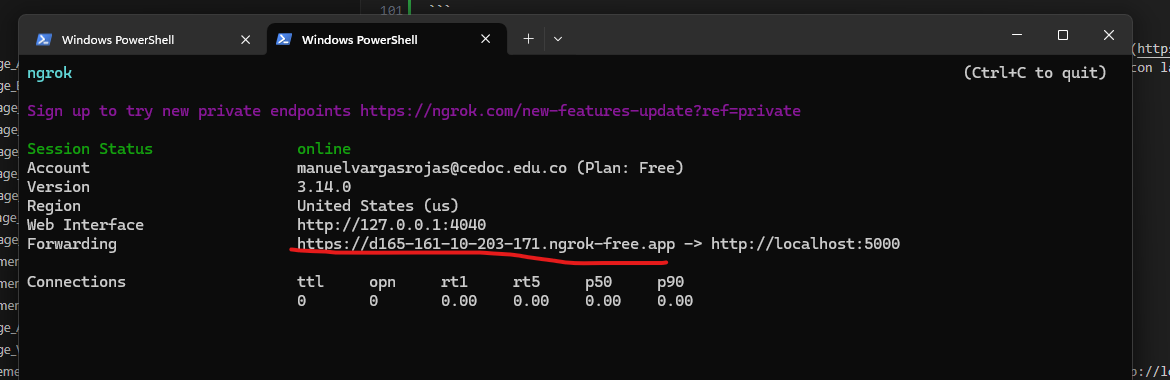 101 ```
Windows PowerShell
Windows PowerShell
ngrok (Ctrl+C to quit)
Sign up to try new private endpoints https://ngrok.com/new-features-update?ref=private
Session Status online
Account manuelvargasrojas@cedoc.edu.co (Plan: Free)
Version 3.14.0
Region United States (us)
Web Interface http://127.0.0.1:4040
Forwarding https://d165-161-10-203-171.ngrok-free.app -> http://localhost:5000
Connections ttl opn rt1 rt5 p50 p90
0 0 0.00 0.00 0.00 0.00